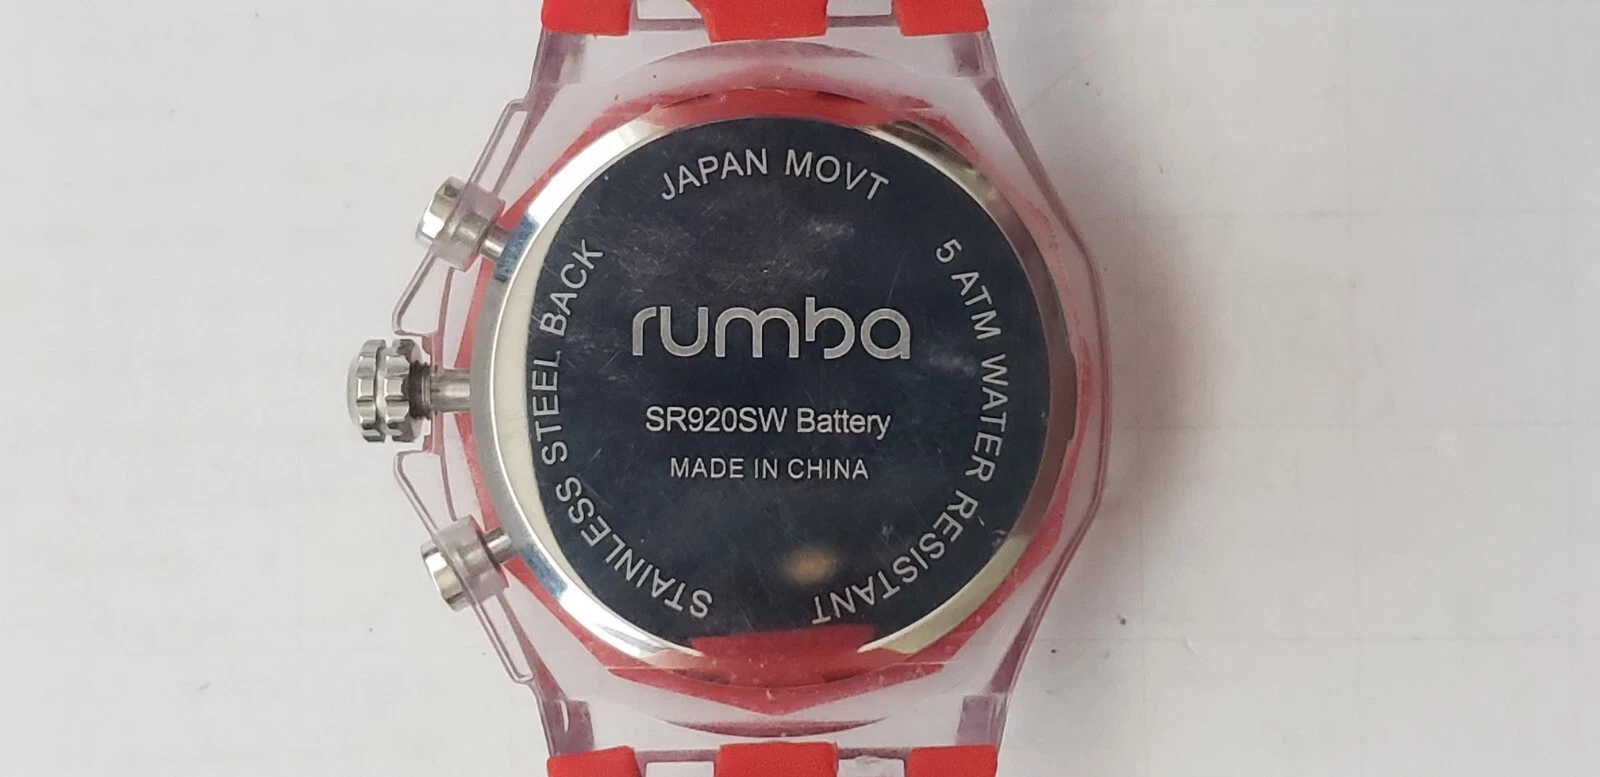 JAPAN MOVT
5 ATM WATER RESISTANT
STAINLESS STEEL BACK
rumba
SR920SW Battery
MADE IN CHINA